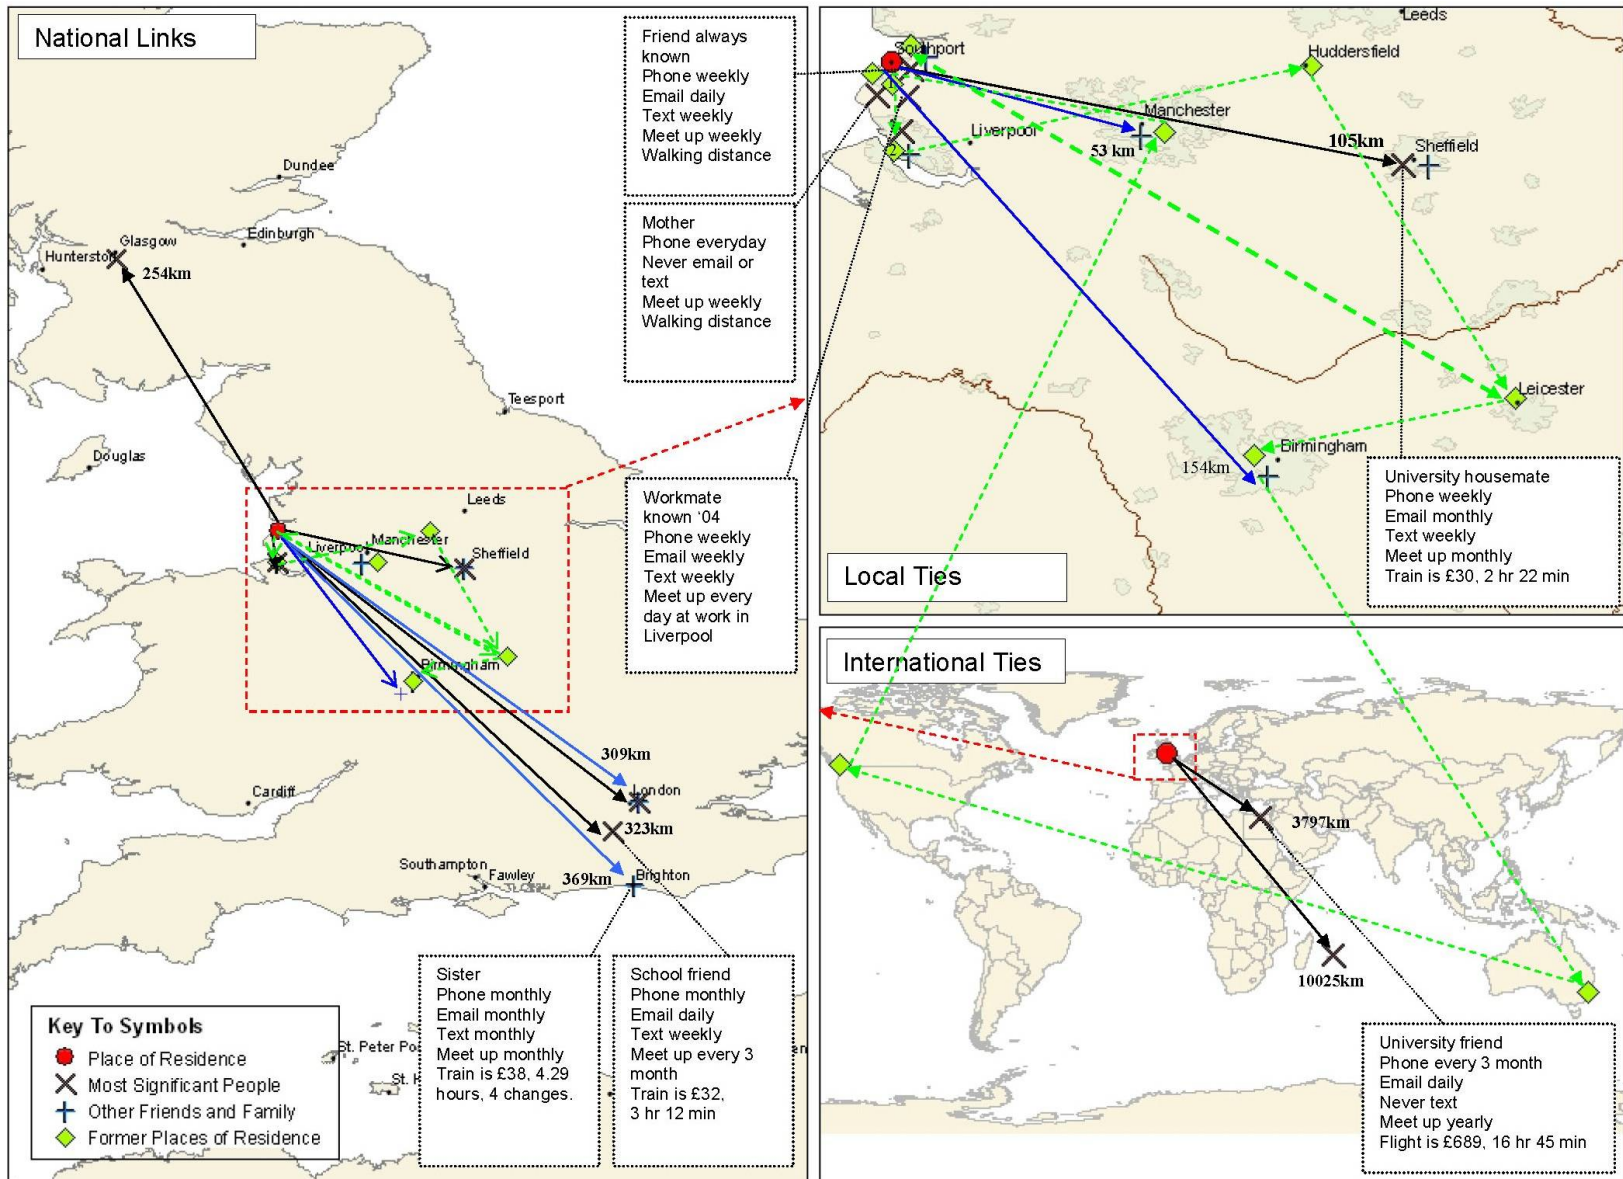 National Links
Dundee
Glasgow
Edinburgh
Hunterston
254km
Teesport
Douglas
Leeds
Liverpool
Manchester
Sheffield
Birmingham
309km
London
323km
Cardiff
Southampton
Fawley
369km
Brighton
St. Peter Po
St. H
en
Key To Symbols
Place of Residence
Most Significant People
Other Friends and Family
Former Places of Residence
Friend always
known
Phone weekly
Email daily
Text weekly
Meet up weekly
Walking distance
Mother
Phone everyday
Never email or
text
Meet up weekly
Walking distance
Workmate
known ‘04
Phone weekly
Email weekly
Text weekly
Meet up every
day at work in
Liverpool
Sister
Phone monthly
Email monthly
Text monthly
Meet up monthly
Train is £38, 4.29
hours, 4 changes.
School friend
Phone monthly
Email daily
Text weekly
Meet up every 3
month
Train is £32,
3 hr 12 min
Leeds
Southport
Huddersfield
1
Manchester
Liverpool
2
53 km
105km
Sheffield
Leicester
Birmingham
154km
Local Ties
University housemate
Phone weekly
Email monthly
Text weekly
Meet up monthly
Train is £30, 2 hr 22 min
International Ties
3797km
10025km
University friend
Phone every 3 month
Email daily
Never text
Meet up yearly
Flight is £689, 16 hr 45 min